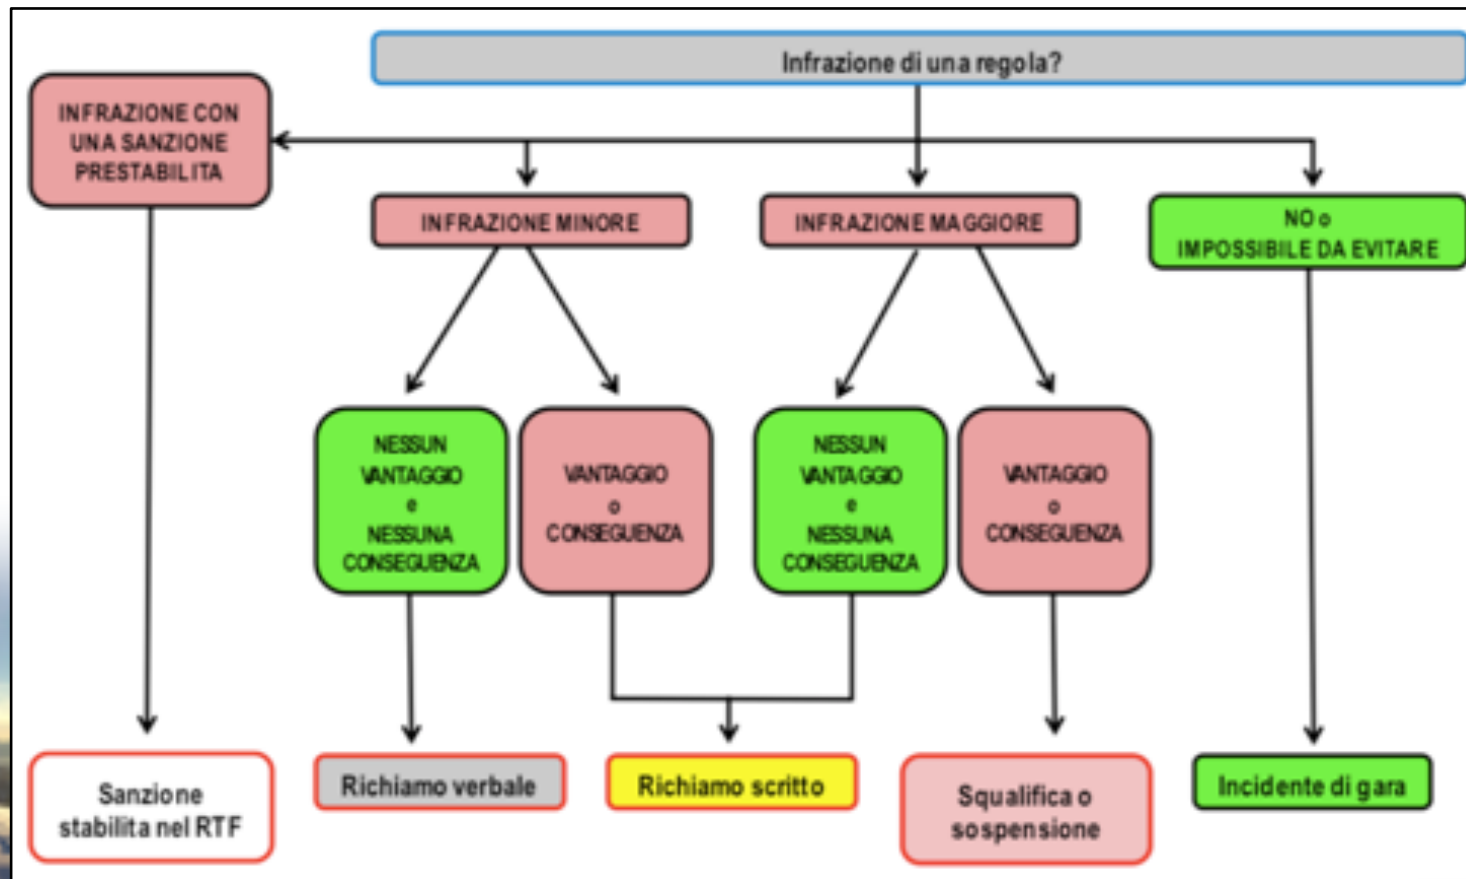 Infrazione di una regola?
INFRAZIONE CON
UNA SANZIONE
PRESTABILITA
INFRAZIONE MINORE
INFRAZIONE MAGGIORE
NO o
IMPOSSIBILE DA EVITARE
NESSUN
VANTAGGIO
e
NESSUNA
CONSEGUENZA
VANTAGGIO
o
CONSEGUENZA
NESSUN
VANTAGGIO
e
NESSUNA
CONSEGUENZA
VANTAGGIO
o
CONSEGUENZA
Sanzione
stabilita nel RTF
Richiamo verbale
Richiamo scritto
Squalifica o
sospensione
Incidente di gara